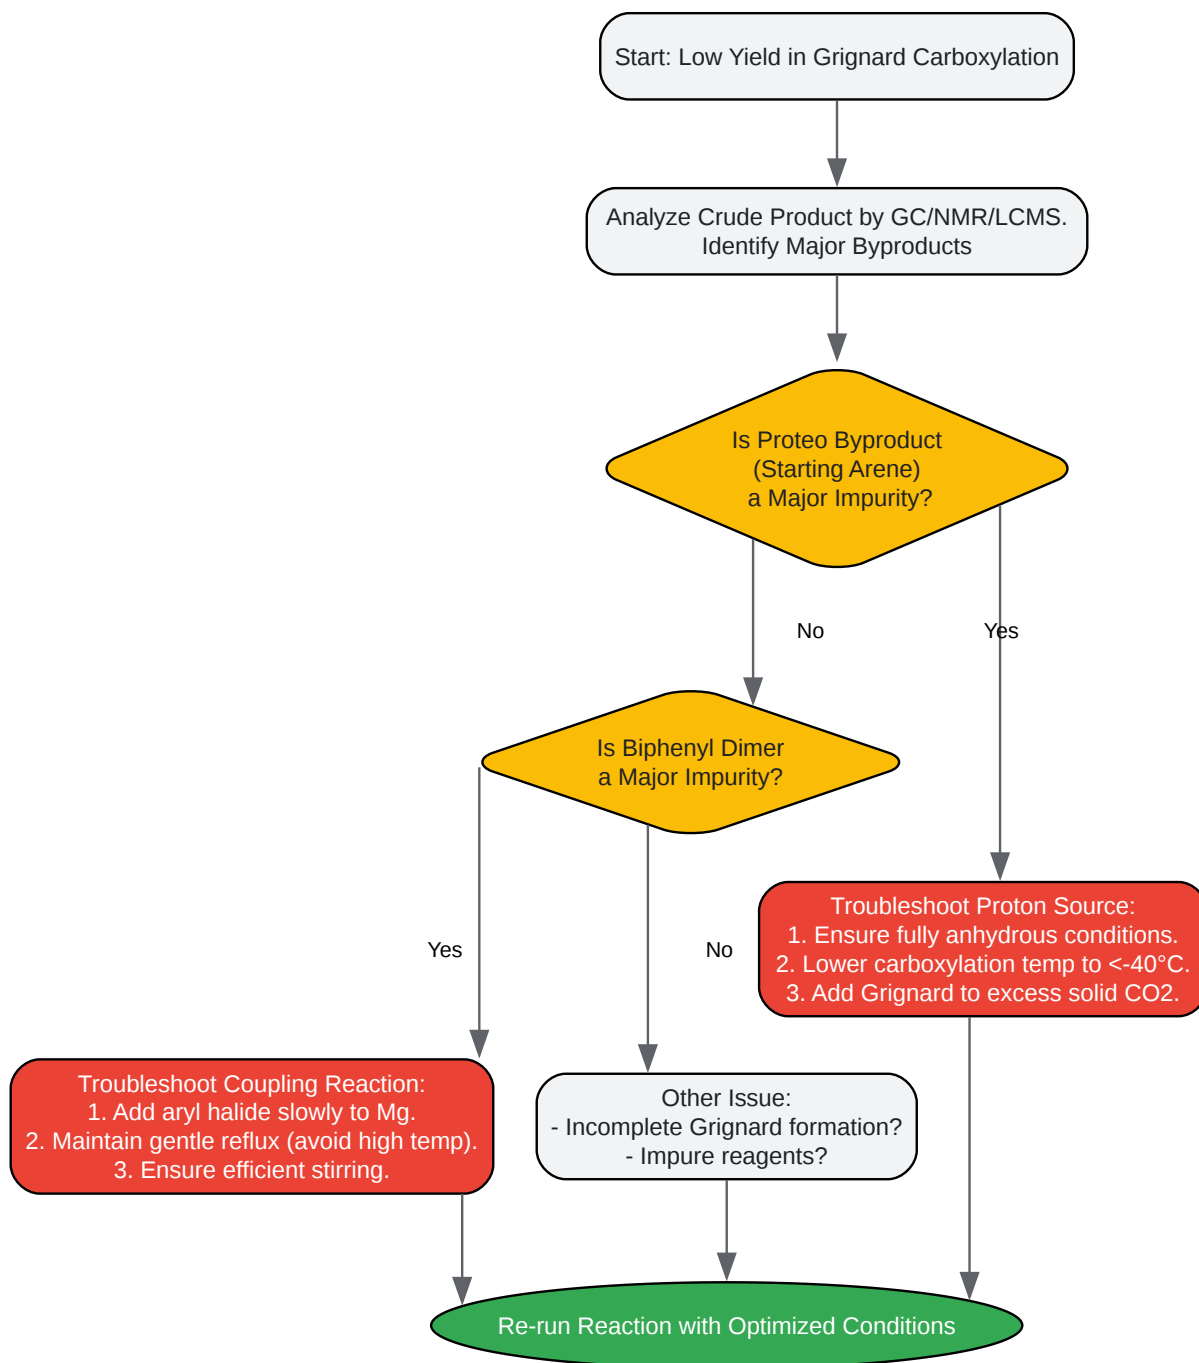 Start: Low Yield in Grignard Carboxylation
Analyze Crude Product by GC/NMR/LCMS.
Identify Major Byproducts
Is Proteo Byproduct
(Starting Arene)
a Major Impurity?
No
Yes
Is Biphenyl Dimer
a Major Impurity?
Yes
No
Troubleshoot Proton Source:
1. Ensure fully anhydrous conditions.
2. Lower carboxylation temp to <-40°C.
3. Add Grignard to excess solid CO2.
Troubleshoot Coupling Reaction:
1. Add aryl halide slowly to Mg.
2. Maintain gentle reflux (avoid high temp).
3. Ensure efficient stirring.
Other Issue:
- Incomplete Grignard formation?
- Impure reagents?
Re-run Reaction with Optimized Conditions